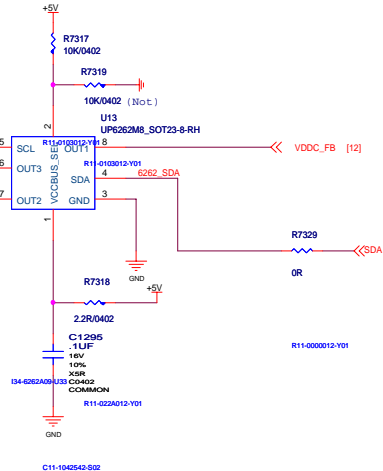 +5V
R7317
10K/0402
R7319
10K/0402 (Not)
U13
UP6262M8_SOT23-8-RH
2
R11-0103012-Y01
5 SCL OUT1 8
VDDC_FB [12]
R11-0103012-Y01
VCC BUS_SEL
6 OUT3
SDA 4 6262_SDA
7 OUT2 GND 3
1
R7329
SDA
0R
GND
R7318
+5V
2.2R/0402
C1295
.1UF
16V
10%
X5R
I34-6262A09-U33 C0402
COMMON
R11-0000012-Y01
R11-022A012-Y01
GND
C11-1042542-S02